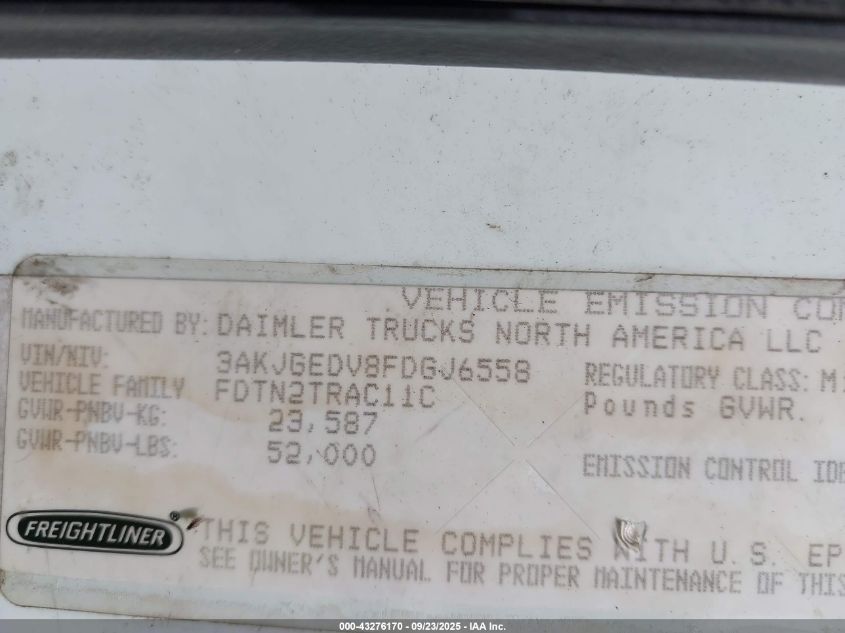 VEHICLE EMISSION CON
MANUFACTURED BY: DAIMLER TRUCKS NORTH AMERICA LLC
VIN/NIV: 3AKJGEDV8FDGJ6558
REGULATORY CLASS: M
VEHICLE FAMILY FDTN2TRAC11C
Pounds GVWR.
GVWR-PNBV-KG: 23,587
GVWR-PNBV-LBS: 52,000
EMISSION CONTROL IDE
FREIGHTLINER®
THIS VEHICLE COMPLIES WITH U.S. EP
SEE OWNER'S MANUAL FOR PROPER MAINTENANCE OF THIS
000-43276170 - 09/23/2025 - IAA Inc.